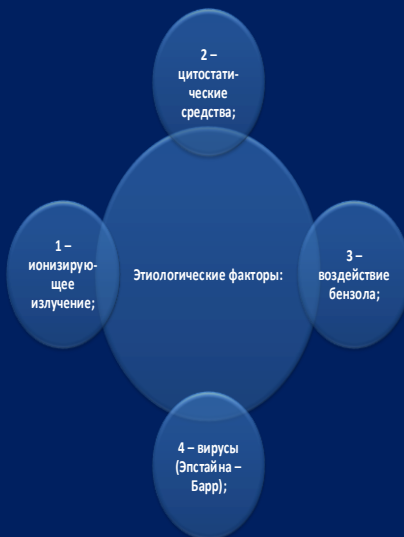 2 –
цитостати-
ческие
средства;
1 –
ионизирую-
щее
излучение;
Этиологические факторы:
3 –
воздействие
бензола;
4 – вирусы
(Эпстайна –
Барр);